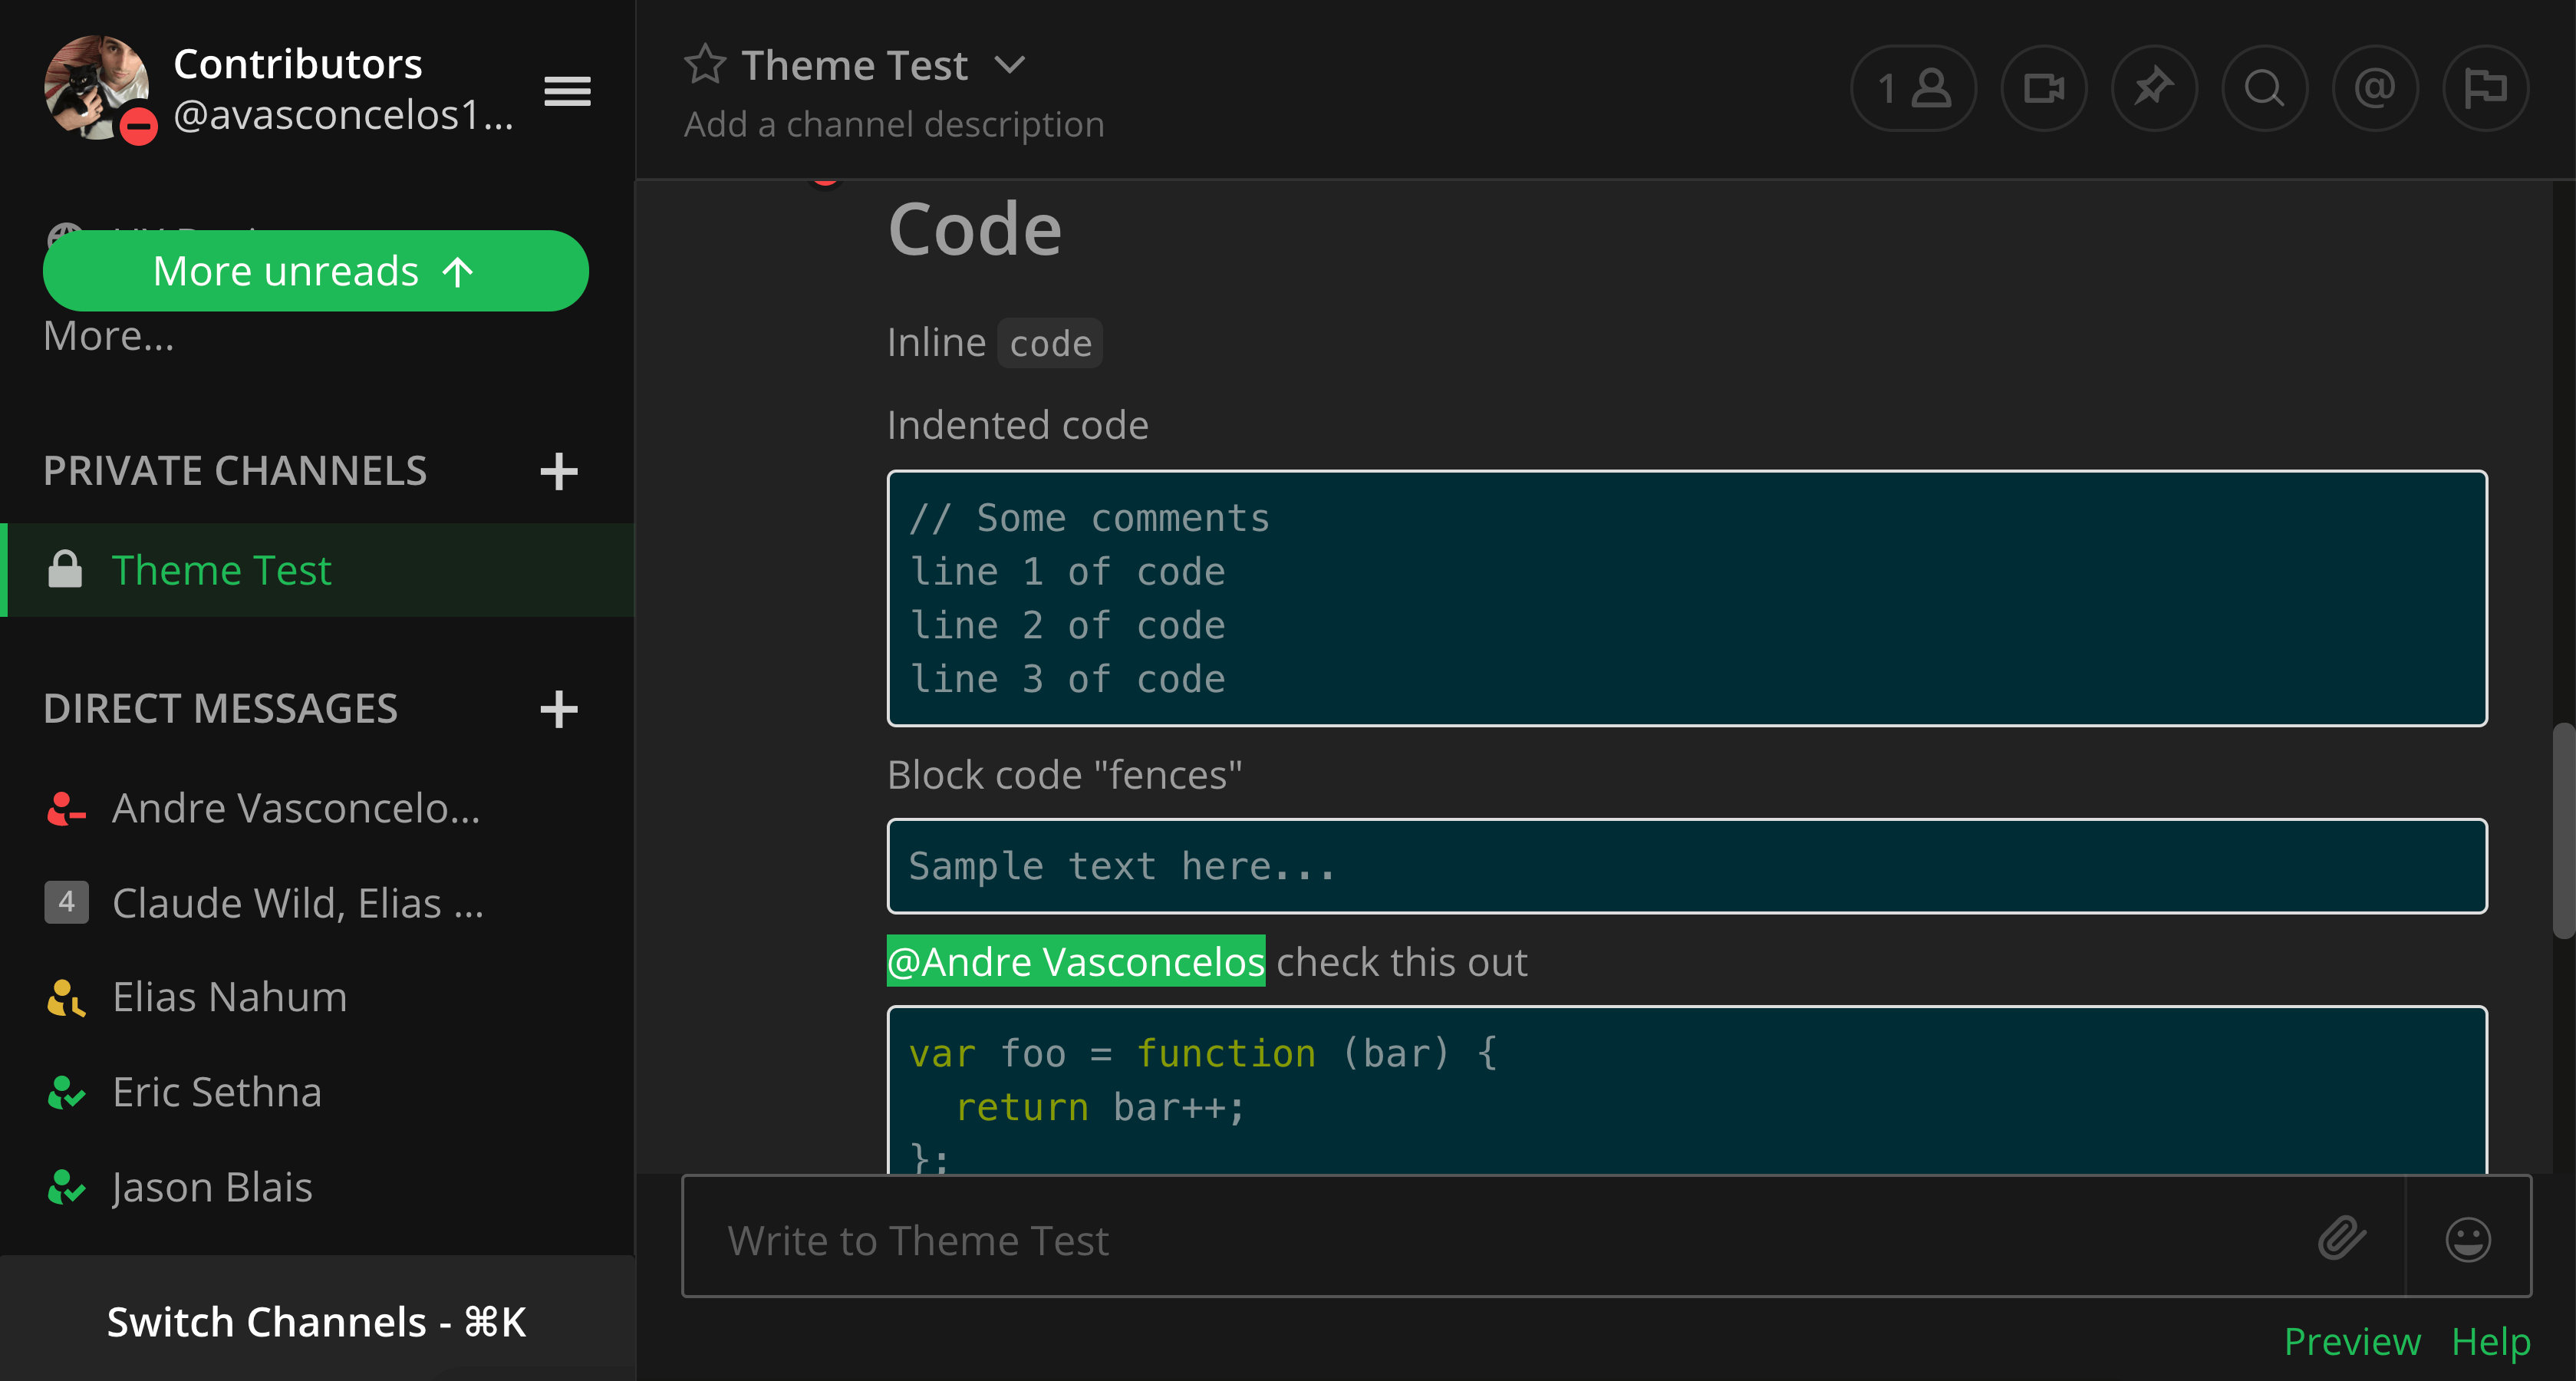 Contributors
@avasconcelos1...
More unreads
More...
PRIVATE CHANNELS
Theme Test
DIRECT MESSAGES
Andre Vasconcelo...
4 Claude Wild, Elias ...
Elias Nahum
Eric Sethna
Jason Blais
Switch Channels - ⌘K
Theme Test
Add a channel description
1
@
Code
Inline code
Indented code
// Some comments
line 1 of code
line 2 of code
line 3 of code
Block code "fences"
Sample text here...
@Andre Vasconcelos check this out
var foo = function (bar) {
  return bar++;
};
Write to Theme Test
Preview Help